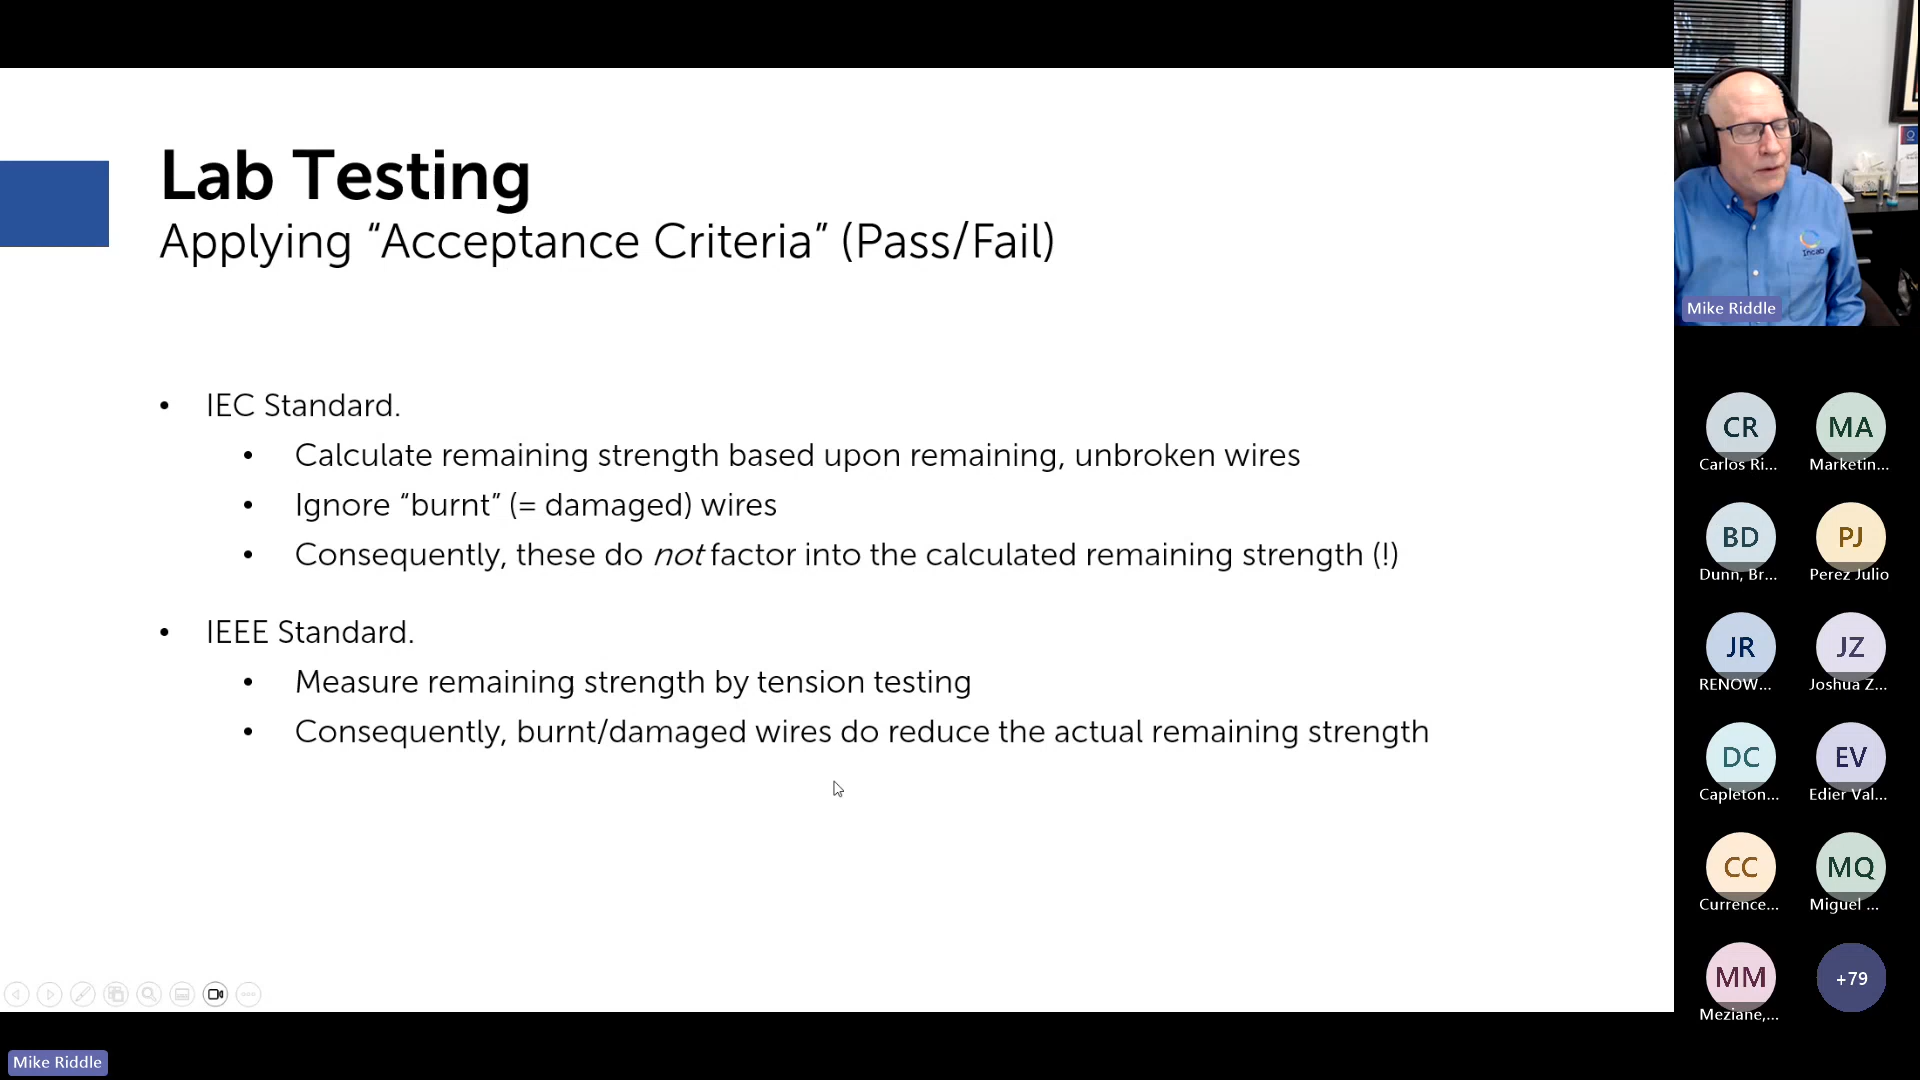 Lab Testing
Applying “Acceptance Criteria” (Pass/Fail)
• IEC Standard.
• Calculate remaining strength based upon remaining, unbroken wires
• Ignore “burnt” (= damaged) wires
• Consequently, these do not factor into the calculated remaining strength (!)
• IEEE Standard.
• Measure remaining strength by tension testing
• Consequently, burnt/damaged wires do reduce the actual remaining strength
Mike Riddle
Incab
Mike Riddle
CR
Carlos Ri...
MA
Marketin...
BD
Dunn, Br...
PJ
Perez Julio
JR
RENOW...
JZ
Joshua Z...
DC
Capleton...
EV
Edier Val...
CC
Currence...
MQ
Miguel ...
MM
Meziane,...
+79